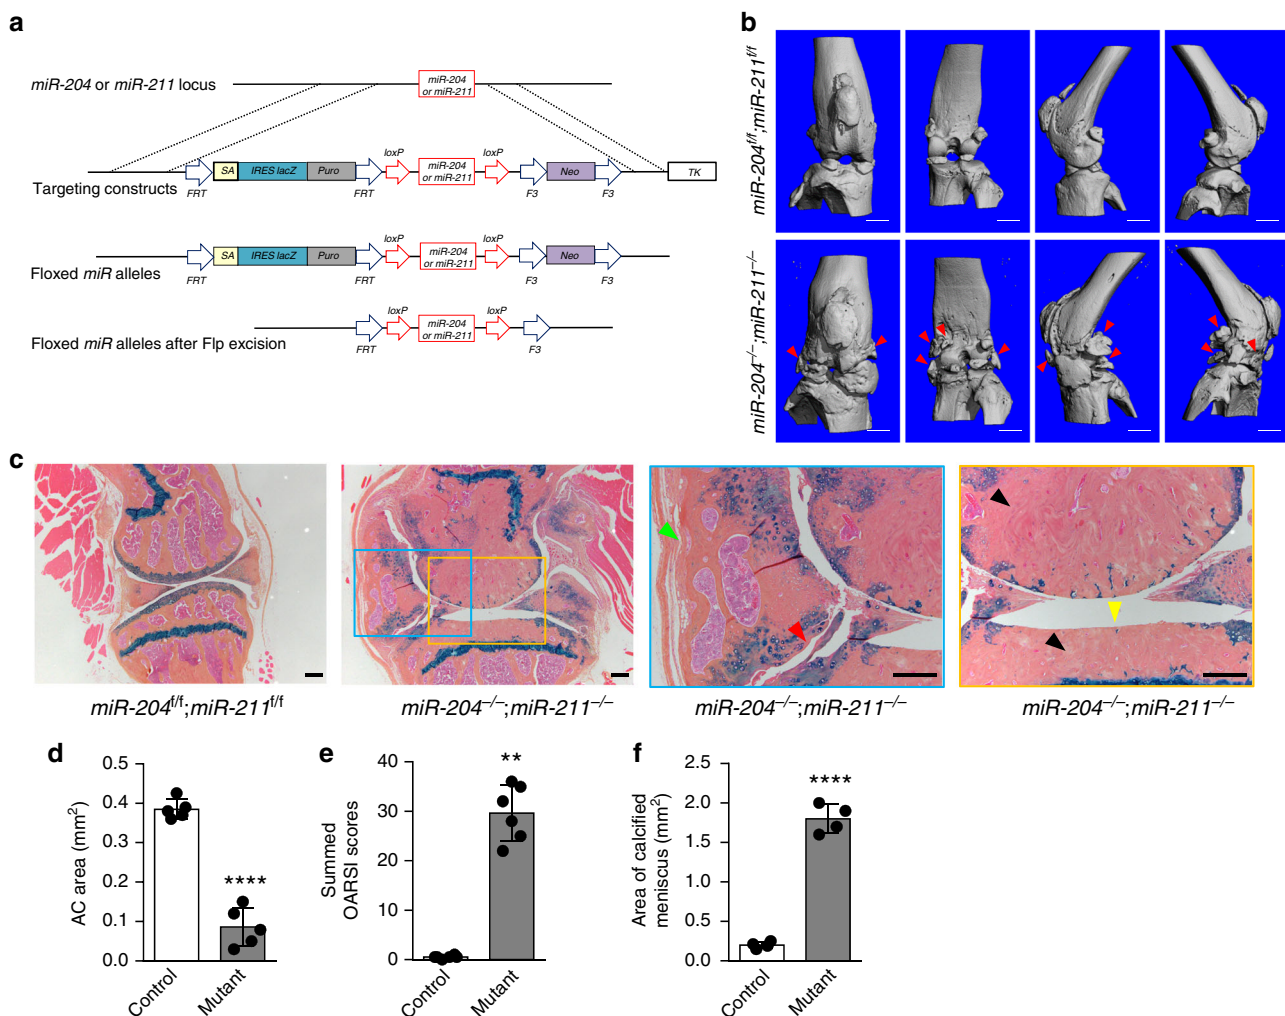 a
miR-204 or miR-211 locus
miR-204
or miR-211
Targeting constructs
FRT
SA
IRES lacZ
Puro
FRT
loxP
miR-204
or miR-211
loxP
F3
Neo
F3
TK
Floxed miR alleles
FRT
SA
IRES lacZ
Puro
FRT
loxP
miR-204
or miR-211
loxP
F3
Neo
F3
Floxed miR alleles after Flp excision
FRT
loxP
miR-204
or miR-211
loxP
F3
b
miR-204f/f;miR-211f/f
miR-204–/–;miR-211–/–
c
miR-204f/f;miR-211f/f
miR-204–/–;miR-211–/–
miR-204–/–;miR-211–/–
miR-204–/–;miR-211–/–
d
AC area (mm2)
0.5
0.4
0.3
0.2
0.1
0.0
****
Control
Mutant
e
Summed
OARSI scores
40
30
20
10
0
**
Control
Mutant
f
Area of calcified
meniscus (mm2)
2.5
2.0
1.5
1.0
0.5
0.0
****
Control
Mutant